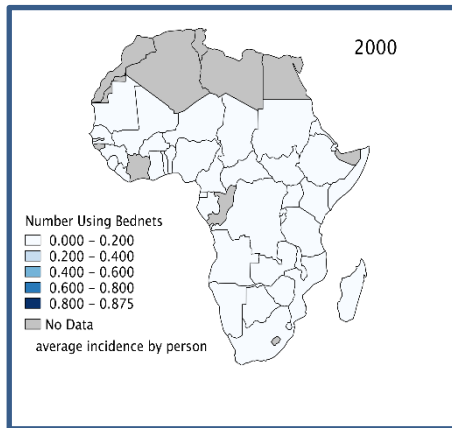 2000
Number Using Bednets
0.000 – 0.200
0.200 – 0.400
0.400 – 0.600
0.600 – 0.800
0.800 – 0.875
No Data
average incidence by person